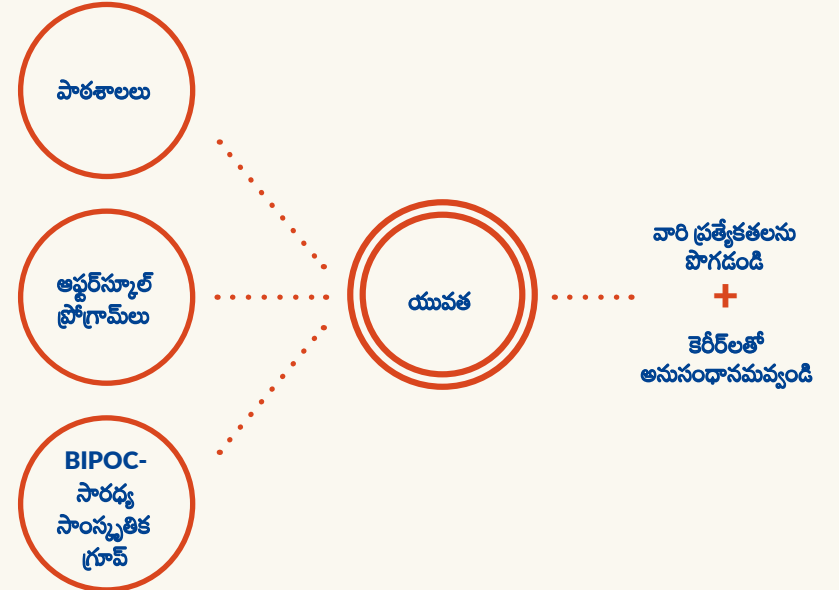 పాఠశాలలు
ఆఫ్టర్‌స్కూల్
ప్రోగ్రామ్‌లు
BIPOC-
సారధ్య
సాంస్కృతిక
గ్రూప్
యువత
వారి ప్రత్యేకతలను
పొగడండి
+
కెరీర్‌లతో
అనుసంధానమవ్వండి